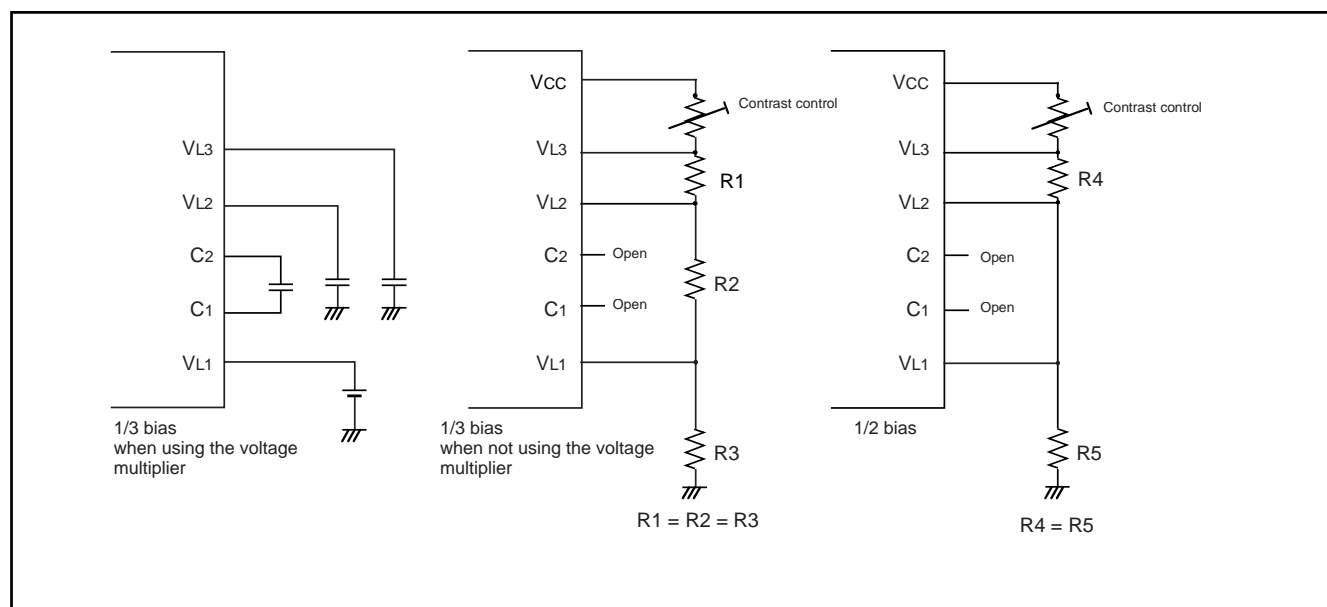 VL3
VL2
C2
C1
VL1
1/3 bias
when using the voltage
multiplier
VCC
Contrast control
VL3
R1
VL2
C2
Open
R2
C1
Open
VL1
1/3 bias
when not using the voltage
multiplier
R3
R1 = R2 = R3
VCC
Contrast control
VL3
R4
VL2
C2
Open
C1
Open
VL1
1/2 bias
R5
R4 = R5